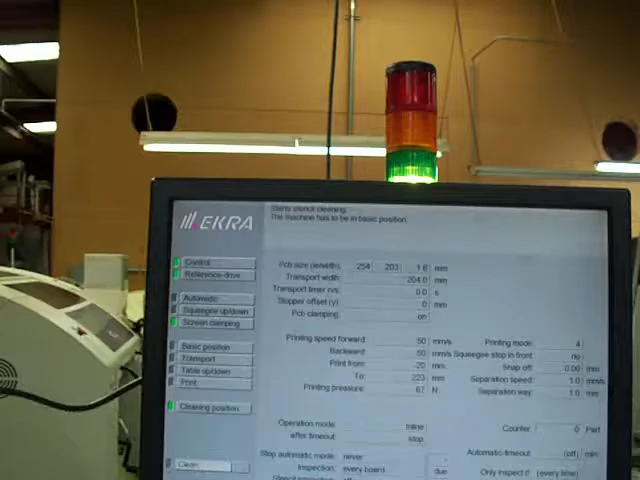 Starts stencil cleaning.
The machine has to be in basic position.
EKRA
Control
Reference-drive
Automatic
Squeegee up/down
Screen clamping
Basic position
Transport
Table up/down
Print
Cleaning position
Clean
Pcb size (le/wi/th): 254 203 1.6 mm
Transport width: 204.0 mm
Transport timer rvs: 0.0 s
Stopper offset (y) 0 mm
Pcb clamping: on
Printing speed forward: 50 mm/s
Backward: 50 mm/s
Print from: -20 mm
To: 223 mm
Printing pressure: 67 N
Printing mode: 4
Squeegee stop in front: no
Snap off: 0.00 mm
Separation speed: 1.0 mm/s
Separation way: 1.0 mm
Operation mode: Inline
after timeout: stop
Counter: 0 Part
Stop automatic mode: never
Automatic-timeout: (off) min
Inspection: every board due
Only inspect if (every time)